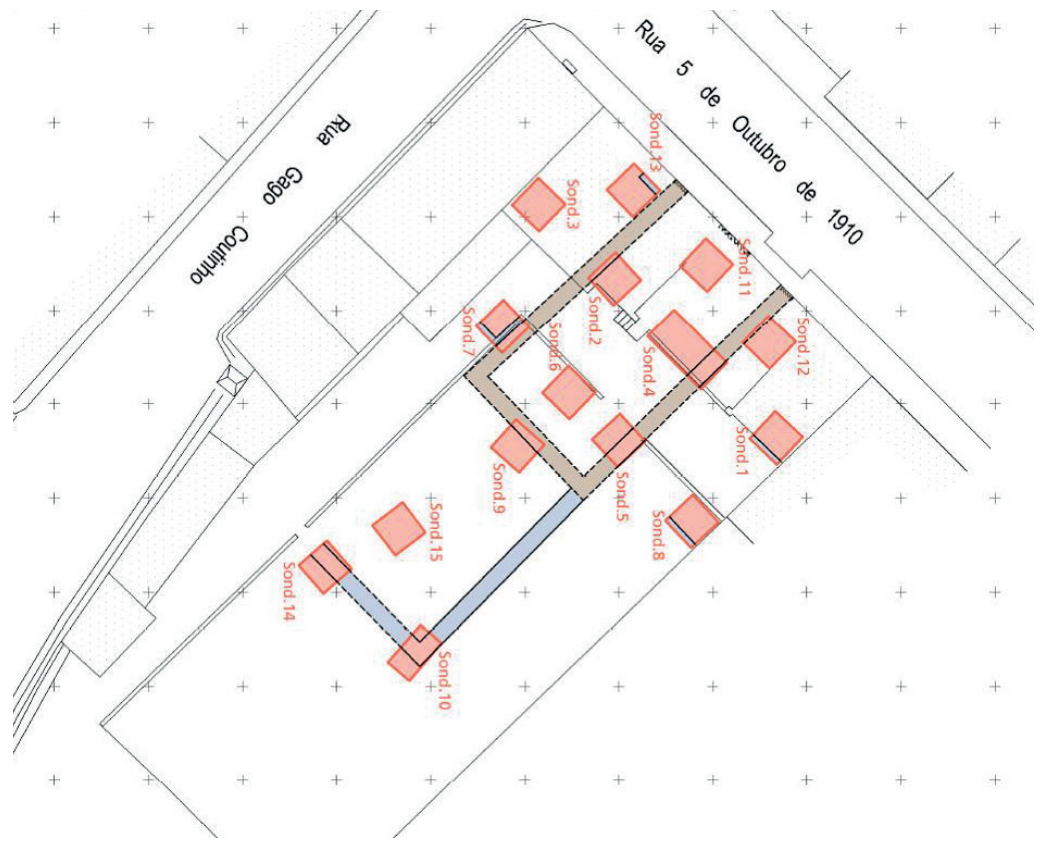 Rua 5 de Outubro de 1910
Rua Gago Coutinho
Sond.13
Sond.3
Sond.11
Sond.2
Sond.7
Sond.6
Sond.4
Sond.12
Sond.1
Sond.9
Sond.5
Sond.8
Sond.15
Sond.14
Sond.10